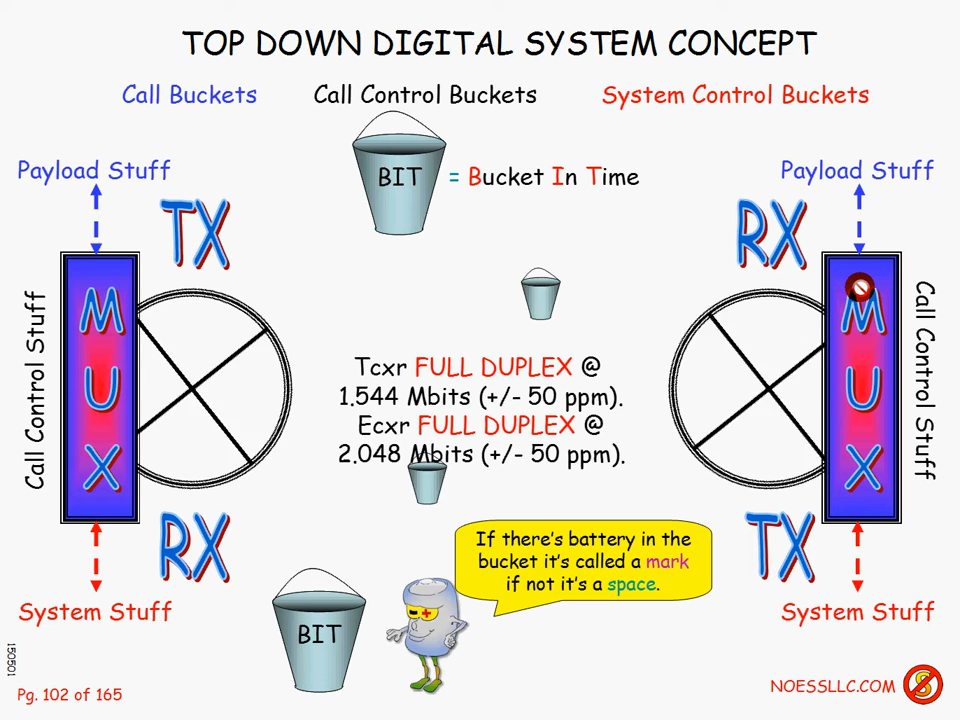 TOP DOWN DIGITAL SYSTEM CONCEPT
Call Buckets
Call Control Buckets
System Control Buckets
BIT
= Bucket In Time
Payload Stuff
Payload Stuff
TX
RX
Call Control Stuff
MUX
MUX
Call Control Stuff
Tcxr FULL DUPLEX @
1.544 Mbits (+/- 50 ppm).
Ecxr FULL DUPLEX @
2.048 Mbits (+/- 50 ppm).
RX
TX
If there's battery in the
bucket it's called a mark
if not it's a space.
System Stuff
System Stuff
BIT
- +
150501
Pg. 102 of 165
NOESSLLC.COM
S